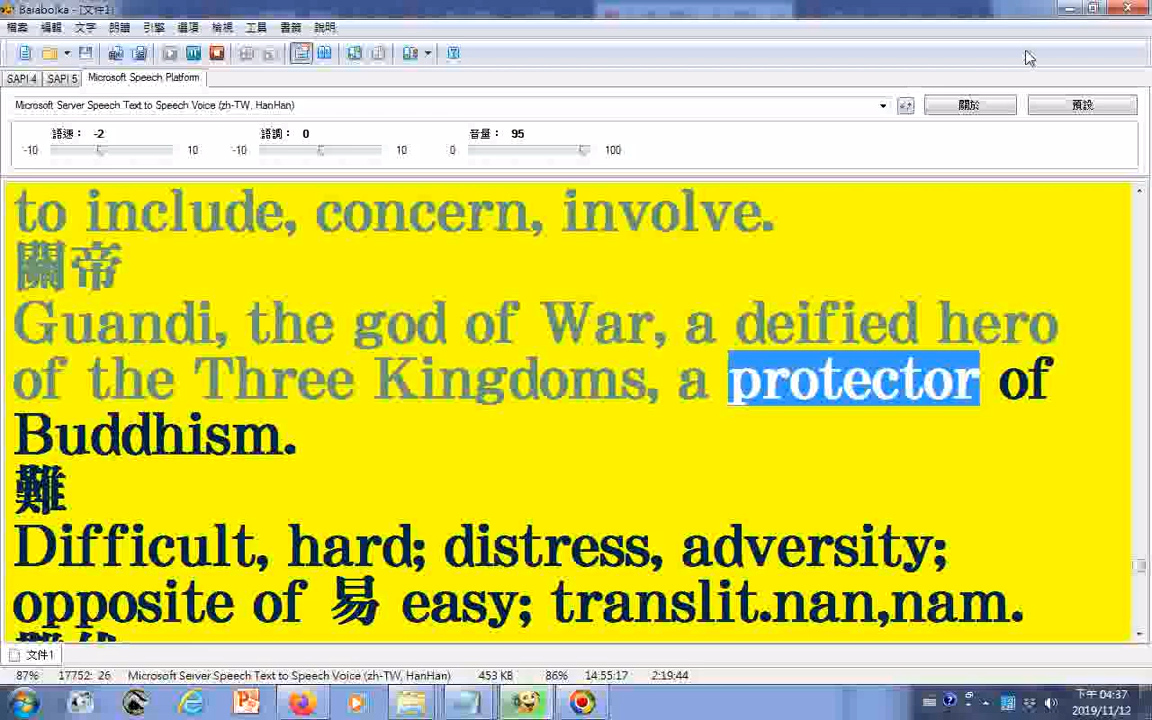 Balabolka - [文件1]
檔案 編輯 文字 朗讀 引擎 選項 檢視 工具 書籤 說明
SAPI 4 SAPI 5 Microsoft Speech Platform
Microsoft Server Speech Text to Speech Voice (zh-TW, HanHan) 關於 預設
語速： -2 語調： 0 音量： 95
-10 10 -10 10 0 100
to include, concern, involve.
關帝
Guandi, the god of War, a deified hero
of the Three Kingdoms, a protector of
Buddhism.
難
Difficult, hard; distress, adversity;
opposite of 易 easy; translit.nan,nam.
文件1
87% 17752: 26 Microsoft Server Speech Text to Speech Voice (zh-TW, HanHan) 453 KB 86% 14:55:17 2:19:44
下午 04:37
2019/11/12